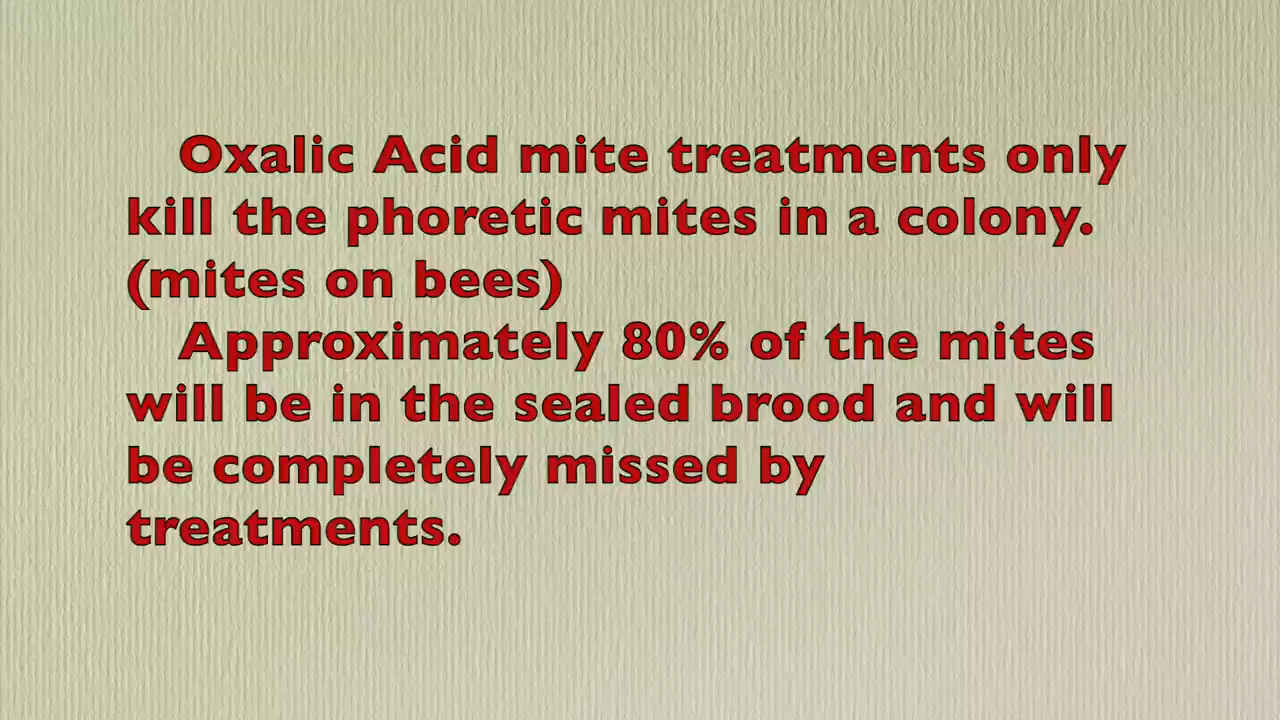 Oxalic Acid mite treatments only
kill the phoretic mites in a colony.
(mites on bees)
Approximately 80% of the mites
will be in the sealed brood and will
be completely missed by
treatments.